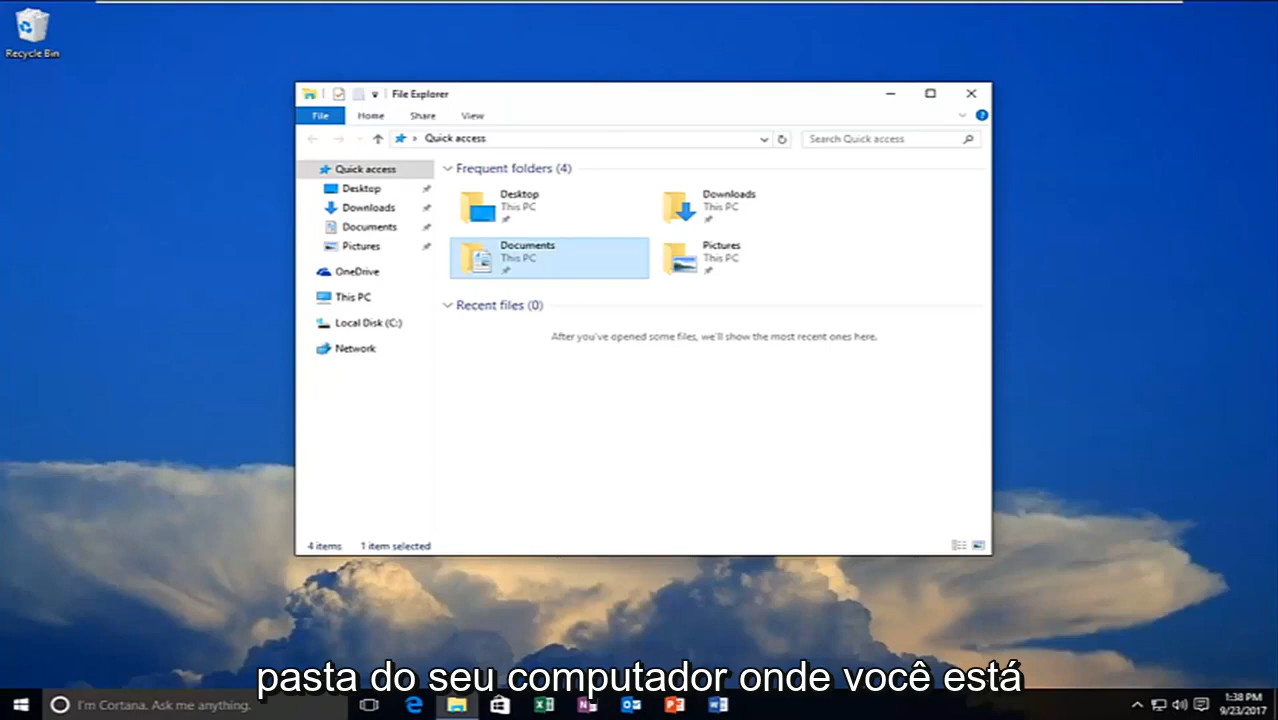 Recycle Bin
File Explorer
File Home Share View
Quick access
Search Quick access
Quick access
Desktop
Downloads
Documents
Pictures
OneDrive
This PC
Local Disk (C:)
Network
Frequent folders (4)
Desktop
This PC
Downloads
This PC
Documents
This PC
Pictures
This PC
Recent files (0)
After you've opened some files, we'll show the most recent ones here.
4 items 1 item selected
pasta do seu computador onde você está
I'm Cortana. Ask me anything.
1:38 PM
9/23/2017